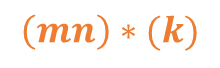 (mn) ∗ (k)